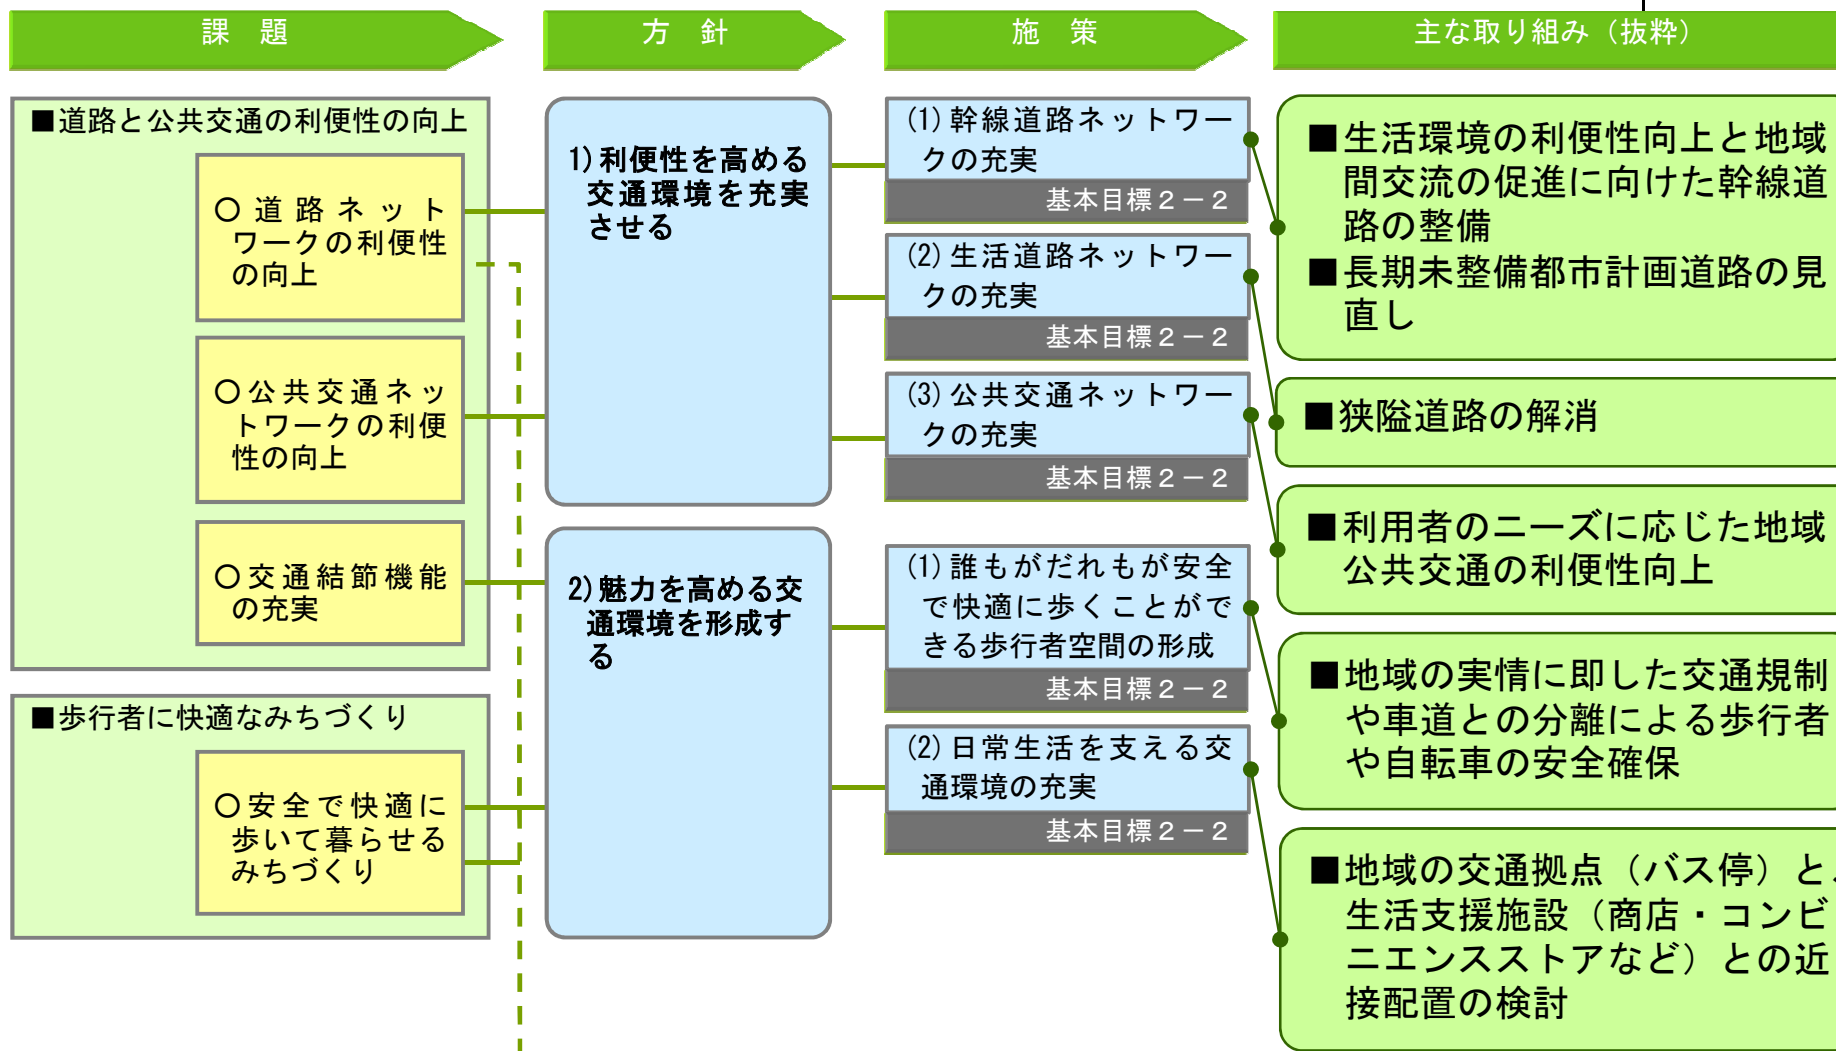 課 題
方 針
施 策
主な取り組み（抜粋）
■道路と公共交通の利便性の向上
〇道路ネット
ワークの利便性
の向上
〇公共交通ネッ
トワークの利便
性の向上
〇交通結節機能
の充実
■歩行者に快適なみちづくり
〇安全で快適に
歩いて暮らせる
みちづくり
1)利便性を高める
交通環境を充実
させる
2)魅力を高める交
通環境を形成す
る
(1)幹線道路ネットワー
クの充実
基本目標２－２
(2)生活道路ネットワー
クの充実
基本目標２－２
(3)公共交通ネットワー
クの充実
基本目標２－２
(1)誰もがだれもが安全
で快適に歩くことがで
きる歩行者空間の形成
基本目標２－２
(2)日常生活を支える交
通環境の充実
基本目標２－２
■生活環境の利便性向上と地域
間交流の促進に向けた幹線道
路の整備
■長期未整備都市計画道路の見
直し
■狭隘道路の解消
■利用者のニーズに応じた地域
公共交通の利便性向上
■地域の実情に即した交通規制
や車道との分離による歩行者
や自転車の安全確保
■地域の交通拠点（バス停）と、
生活支援施設（商店・コンビ
ニエンスストアなど）との近
接配置の検討